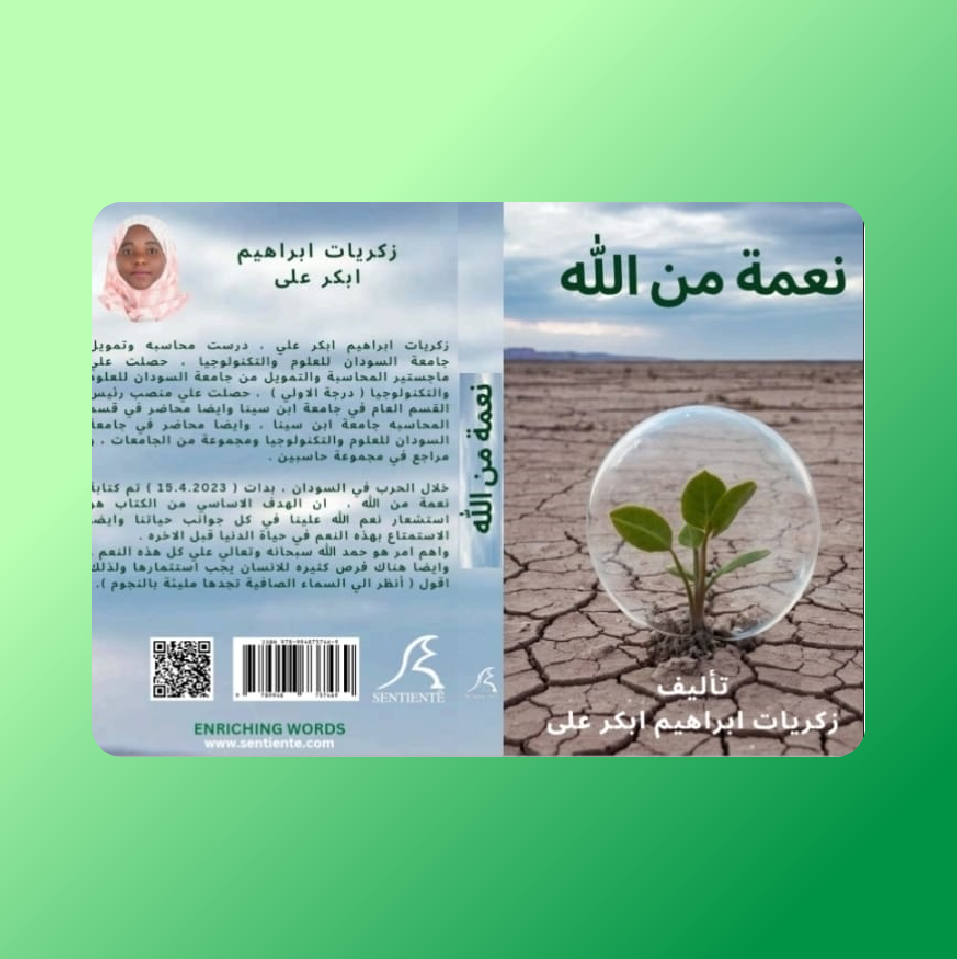 نعمة من الله
تأليف
زكريات ابراهيم ابكر على
نعمة من الله
زكريات ابراهيم
ابكر على
زكريات ابراهيم ابكر علي ، درست محاسبه وتمويل
جامعة السودان للعلوم والتكنولوجيا ، حصلت علي
ماجستير المحاسبة والتمويل من جامعة السودان للعلوم
والتكنولوجيا ( درجة الاولي ) ، حصلت علي منصب رئيس
القسم العام في جامعة ابن سينا وايضا محاضر في قسم
المحاسبه جامعة ابن سينا ، وايضا محاضر في جامعة
السودان للعلوم والتكنولوجيا ومجموعة من الجامعات ، و
مراجع في مجموعة حاسبين .
خلال الحرب في السودان ، بدات ( 15.4.2023 ) تم كتابة
نعمة من الله ، ان الهدف الاساسي من الكتاب هو
استشعار نعم الله علينا في كل جوانب حياتنا وايضا
الاستمتاع بهذه النعم في حياة الدنيا قبل الاخره .
واهم امر هو حمد الله سبحانه وتعالي علي كل هذه النعم .
وايضا هناك فرص كثيره للانسان يجب استثمارها ولذلك
اقول ( أنظر الي السماء الصافية تجدها مليئة بالنجوم ).
SENTIENTE
ENRICHING WORDS
www.sentiente.com